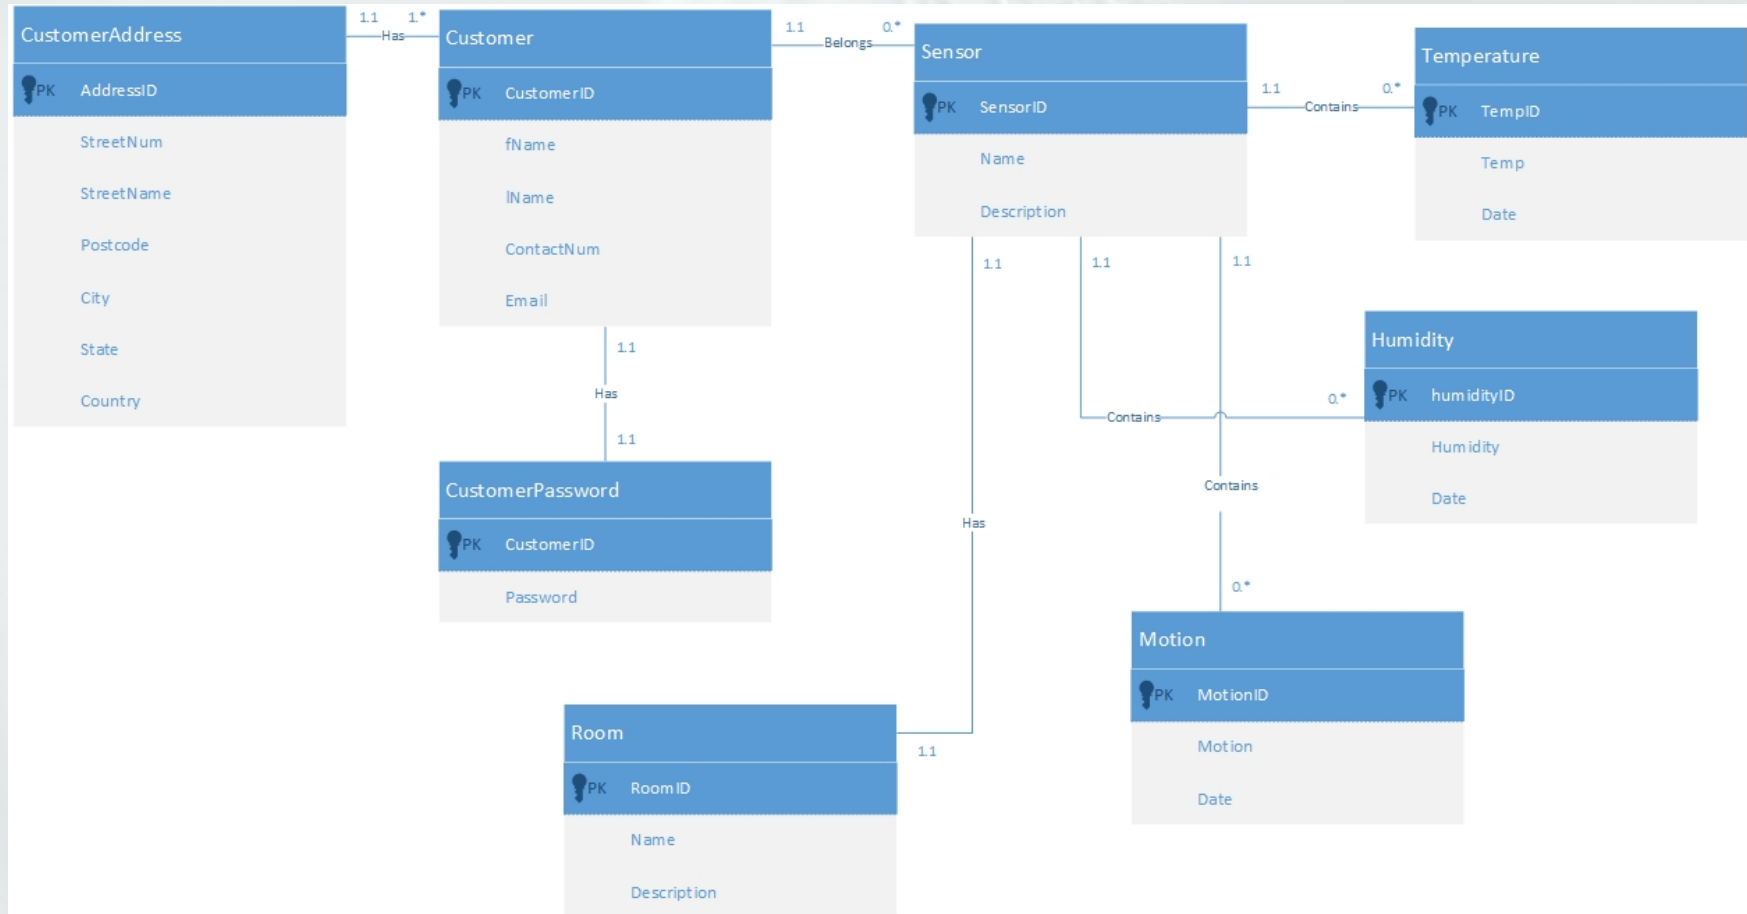 CustomerAddress
PK AddressID
StreetNum
StreetName
Postcode
City
State
Country
1.1 Has 1.*
Customer
PK CustomerID
fName
lName
ContactNum
Email
1.1 Belongs 0.*
1.1
Has
1.1
CustomerPassword
PK CustomerID
Password
Sensor
PK SensorID
Name
Description
1.1 Contains 0.*
Temperature
PK TempID
Temp
Date
1.1
1.1
1.1
Contains 0.*
Humidity
PK humidityID
Humidity
Date
Contains
0.*
Motion
PK MotionID
Motion
Date
Has
1.1
Room
PK RoomID
Name
Description